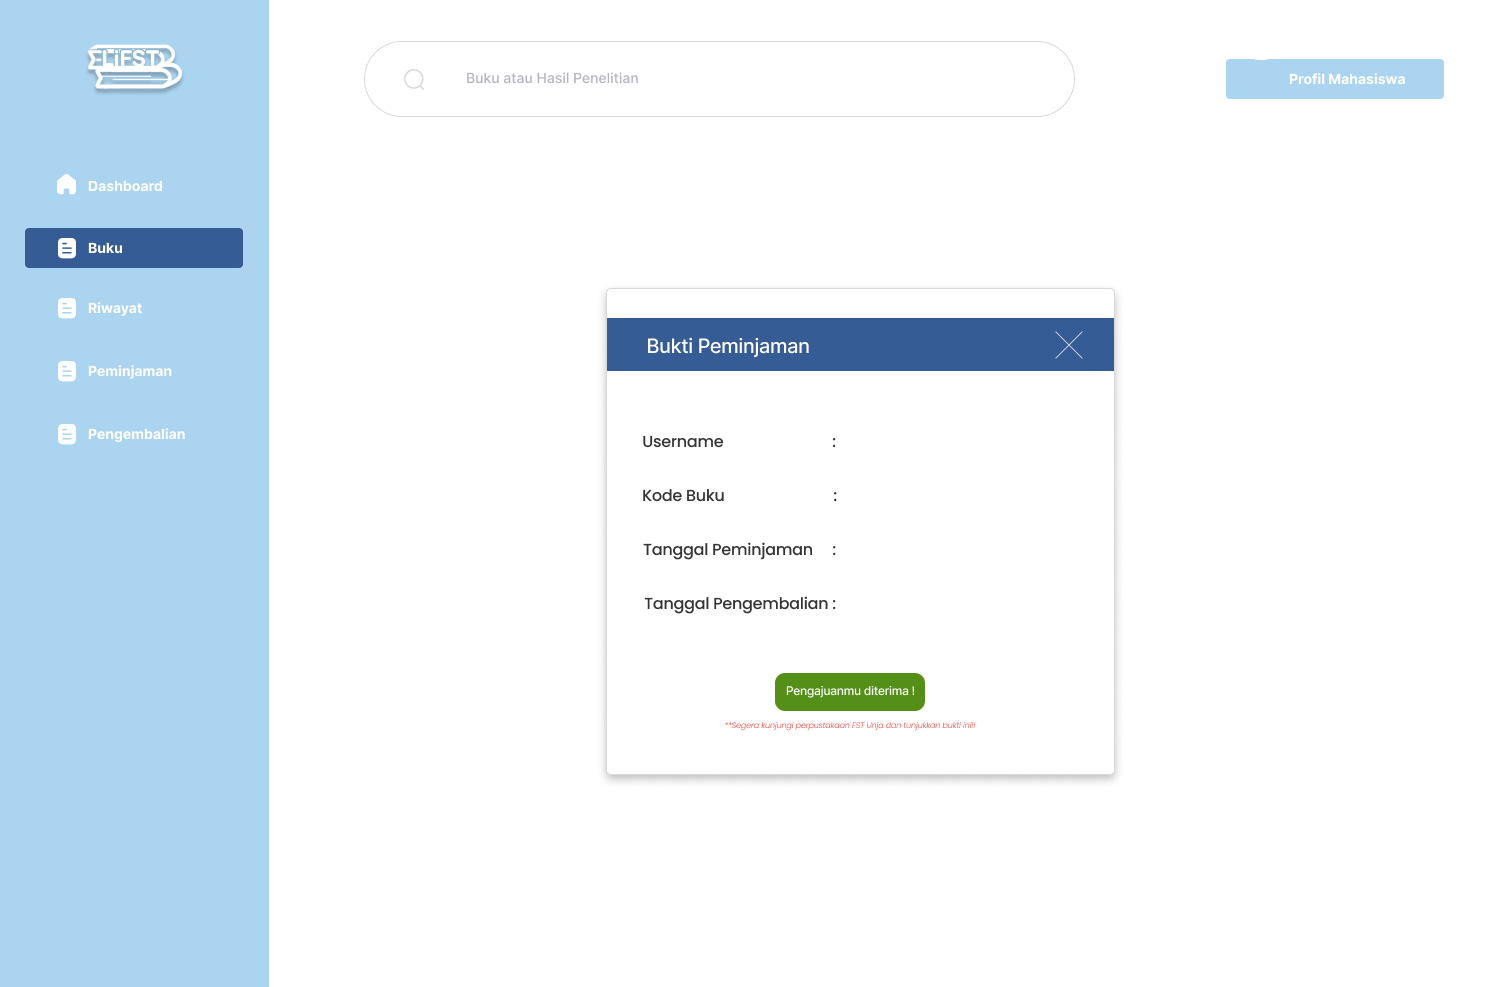 ELiFST
Buku atau Hasil Penelitian
Profil Mahasiswa
Dashboard
Buku
Riwayat
Peminjaman
Pengembalian
Bukti Peminjaman
Username :
Kode Buku :
Tanggal Peminjaman :
Tanggal Pengembalian :
Pengajuanmu diterima !
**Segera kunjungi perpustakaan FST Unja dan tunjukkan bukti ini!!